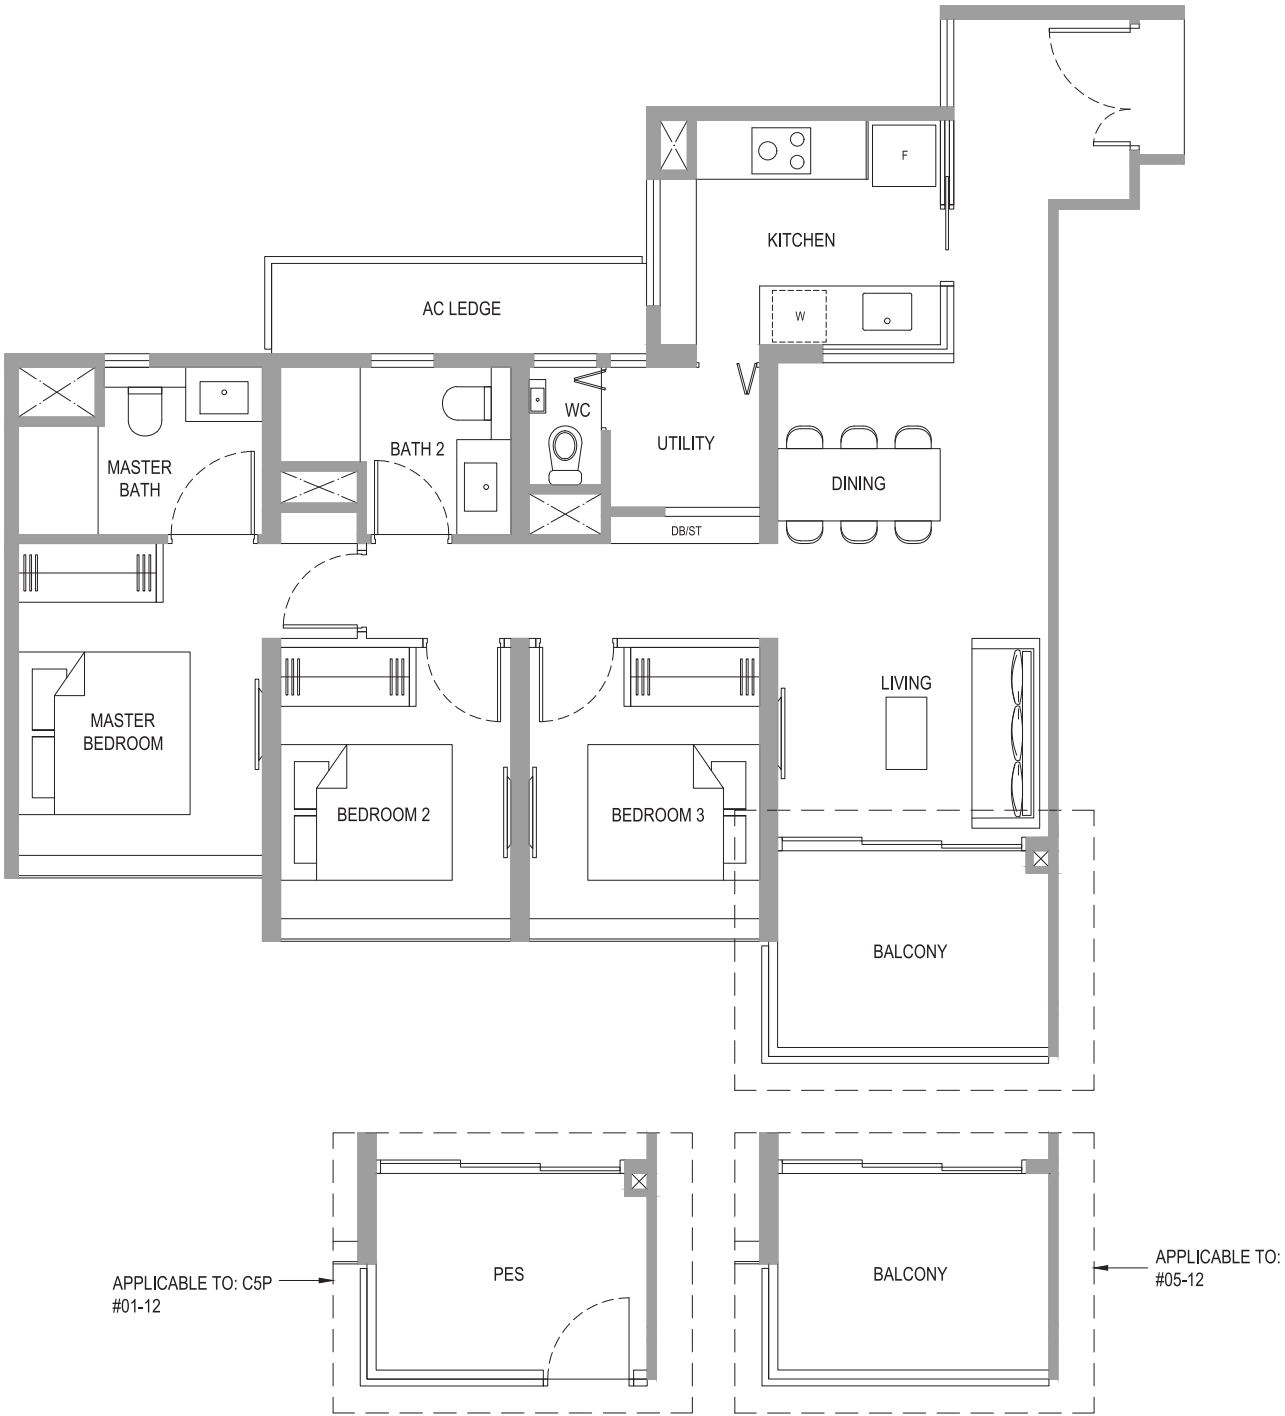 F
KITCHEN
AC LEDGE
W
WC
BATH 2
UTILITY
MASTER
BATH
DINING
DB/ST
LIVING
MASTER
BEDROOM
BEDROOM 2
BEDROOM 3
BALCONY
APPLICABLE TO: C5P
#01-12
PES
BALCONY
APPLICABLE TO:
#05-12